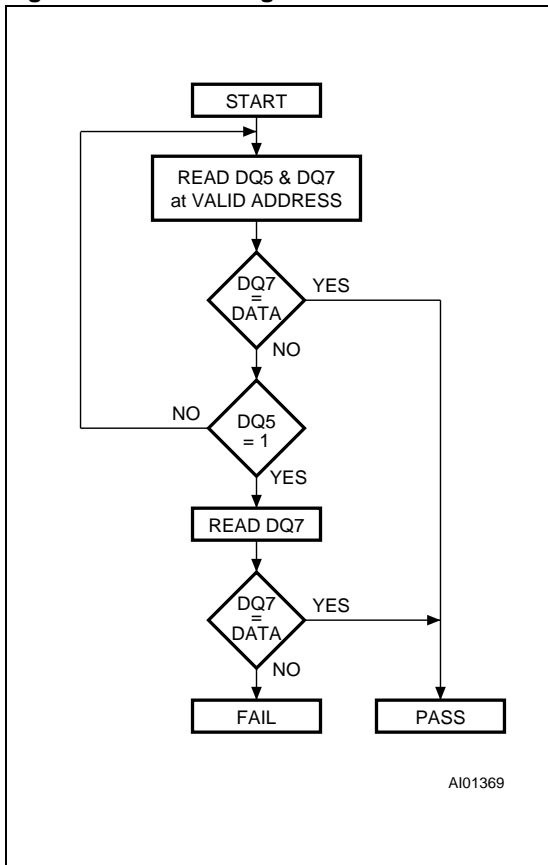 START
READ DQ5 & DQ7
at VALID ADDRESS
DQ7
=
DATA
YES
NO
DQ5
= 1
NO
YES
READ DQ7
DQ7
=
DATA
YES
NO
FAIL
PASS
AI01369